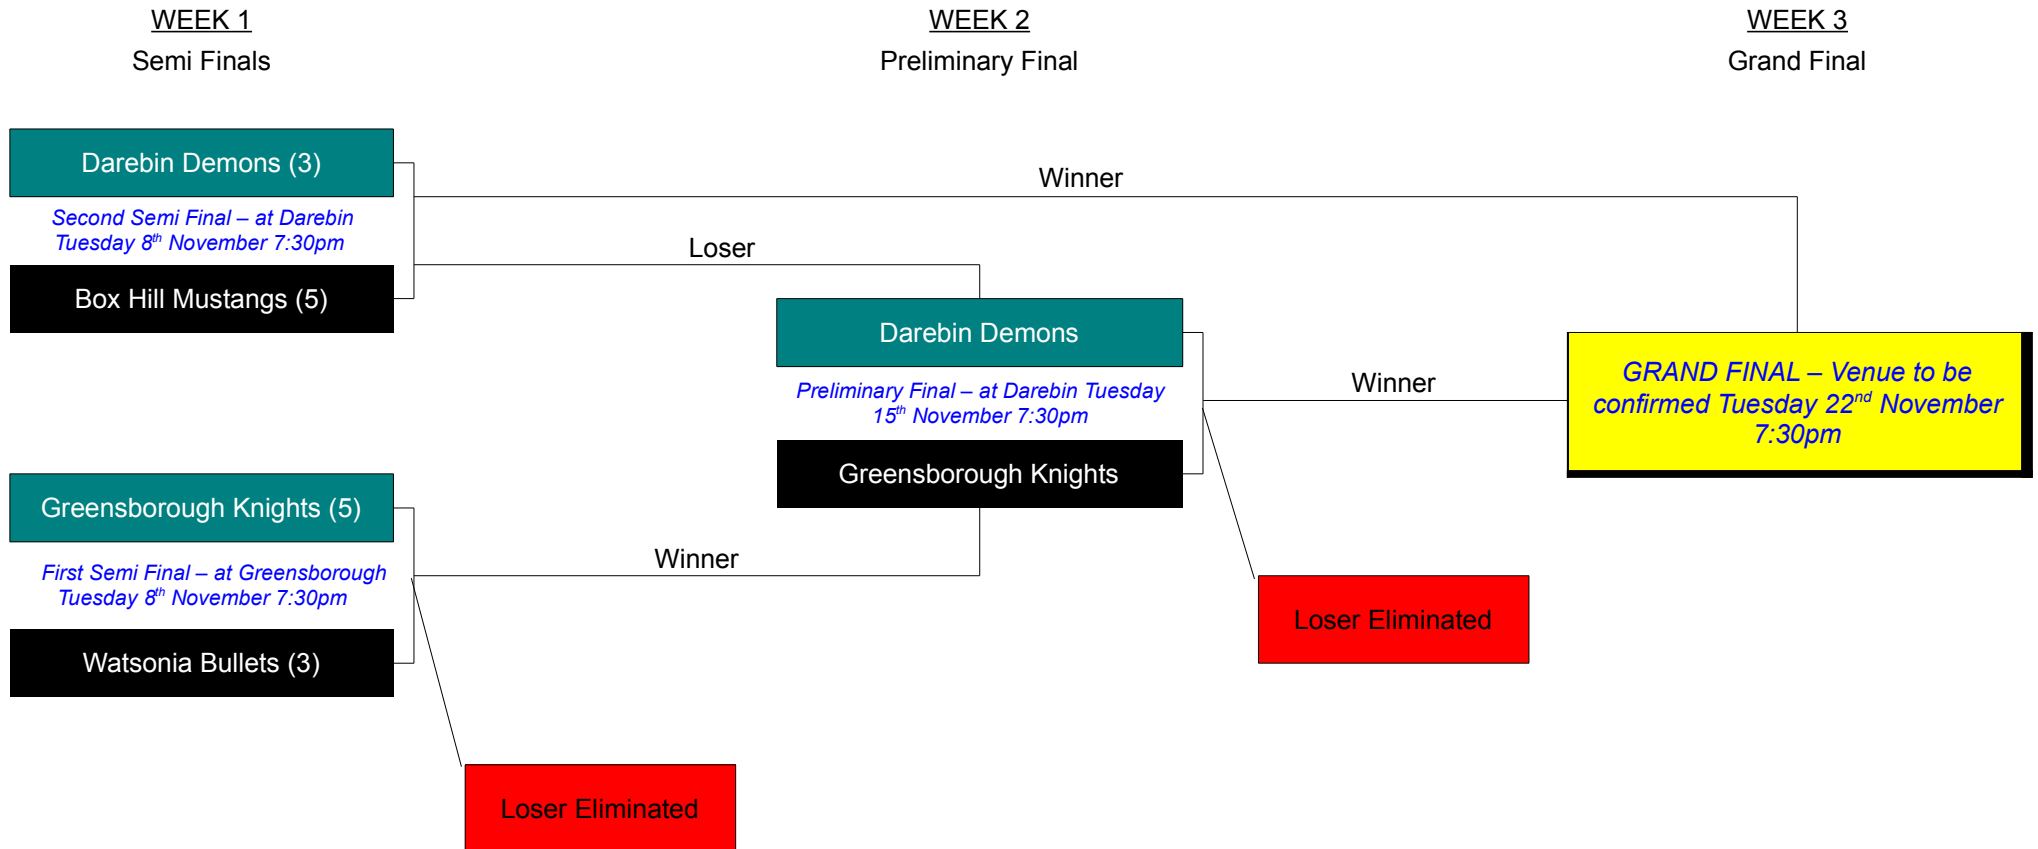 WEEK 1
Semi Finals
WEEK 2
Preliminary Final
WEEK 3
Grand Final
Darebin Demons (3)
Second Semi Final – at Darebin
Tuesday 8th November 7:30pm
Box Hill Mustangs (5)
Winner
Loser
Darebin Demons
Preliminary Final – at Darebin Tuesday
15th November 7:30pm
Greensborough Knights
Winner
GRAND FINAL – Venue to be
confirmed Tuesday 22nd November
7:30pm
Greensborough Knights (5)
First Semi Final – at Greensborough
Tuesday 8th November 7:30pm
Watsonia Bullets (3)
Winner
Loser Eliminated
Loser Eliminated